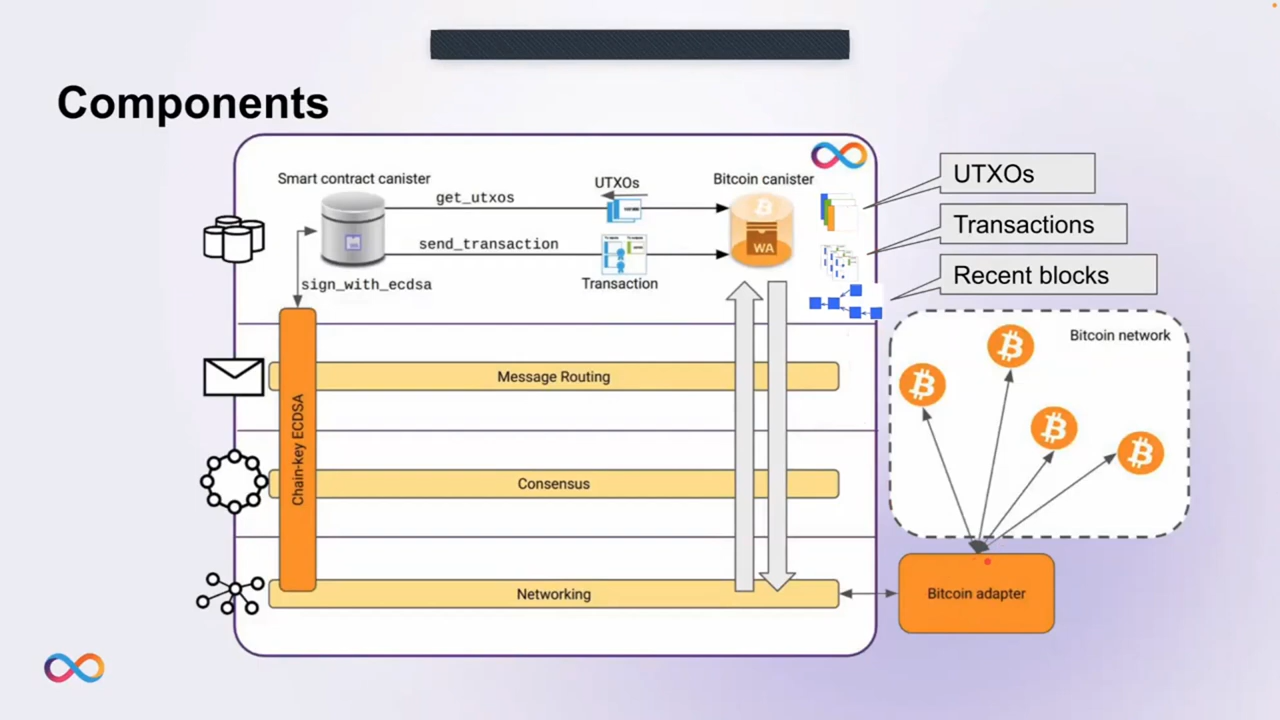 Components
Smart contract canister
get_utxos
UTXOs
Bitcoin canister
WA
send_transaction
sign_with_ecdsa
Transaction
UTXOs
Transactions
Recent blocks
Chain-key ECDSA
Message Routing
Consensus
Networking
Bitcoin network
Bitcoin adapter